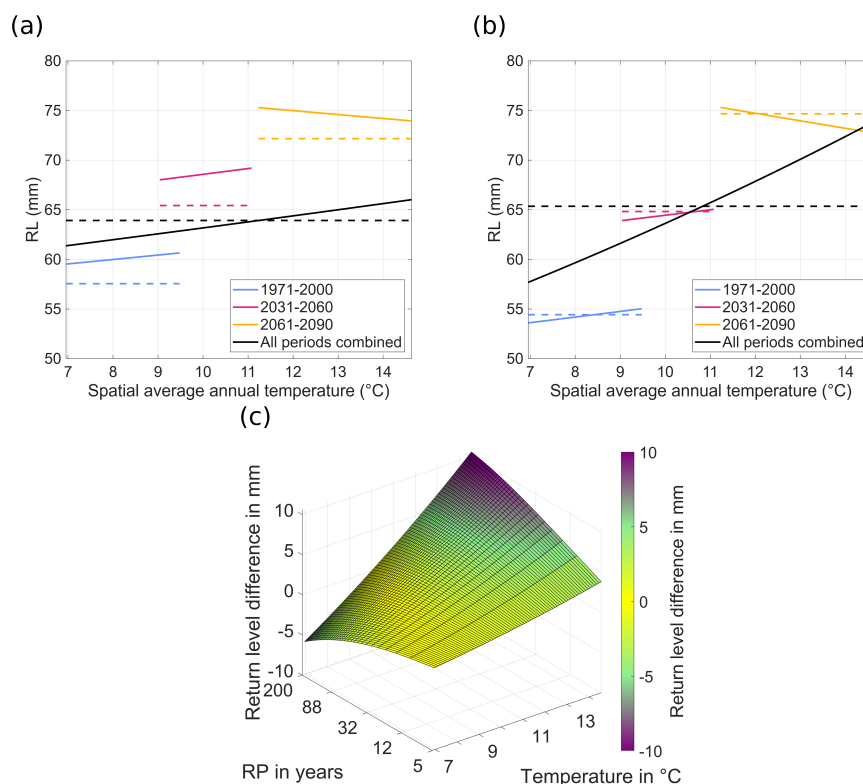 (a)
80
75
70
65
60
55
50
RL (mm)
7 8 9 10 11 12 13 14
Spatial average annual temperature (°C)
1971-2000
2031-2060
2061-2090
All periods combined
(b)
80
75
70
65
60
55
50
RL (mm)
7 8 9 10 11 12 13 14
Spatial average annual temperature (°C)
1971-2000
2031-2060
2061-2090
All periods combined
(c)
10
5
0
-5
-10
Return level difference in mm
200
88
32
12
5
RP in years
7 9 11 13
Temperature in °C
10
5
0
-5
-10
Return level difference in mm